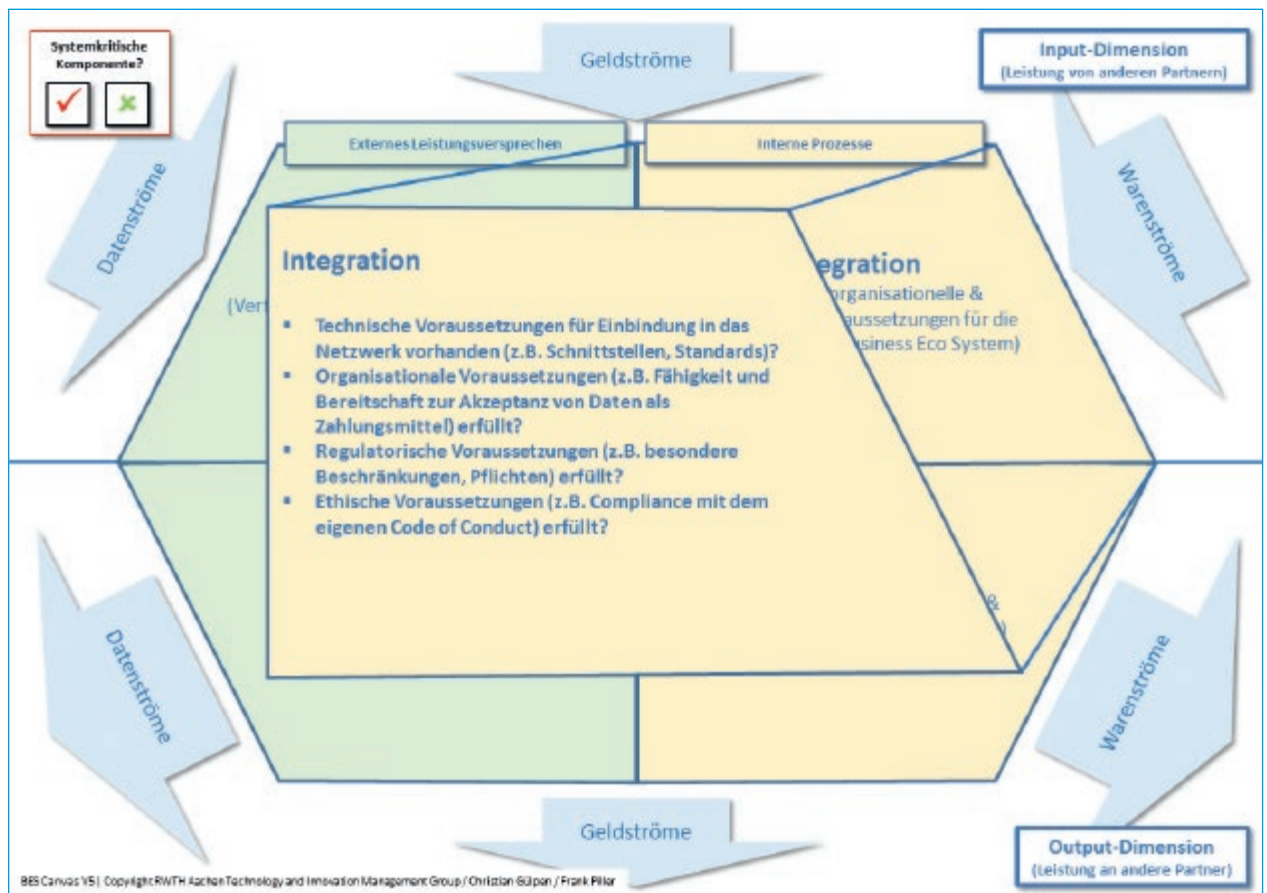 Systemkritische
Komponente?
Geldströme
Input-Dimension
(Leistung von anderen Partnern)
Externes Leistungsversprechen
Interne Prozesse
Datenströme
Warenströme
Integration
Technische Voraussetzungen für Einbindung in das
Netzwerk vorhanden (z.B. Schnittstellen, Standards)?
Organisationale Voraussetzungen (z.B. Fähigkeit und
Bereitschaft zur Akzeptanz von Daten als
Zahlungsmittel) erfüllt?
Regulatorische Voraussetzungen (z.B. besondere
Beschränkungen, Pflichten) erfüllt?
Ethische Voraussetzungen (z.B. Compliance mit dem
eigenen Code of Conduct) erfüllt?
(Ver
egration
organisationelle &
aussetzungen für die
usiness Eco System)
&
)
Datenströme
Warenströme
Geldströme
Output-Dimension
(Leistung an andere Partner)
BES Canvas V5 | Copyright RWTH Aachen Technology and Innovation Management Group / Christian Gülpen / Frank Piller